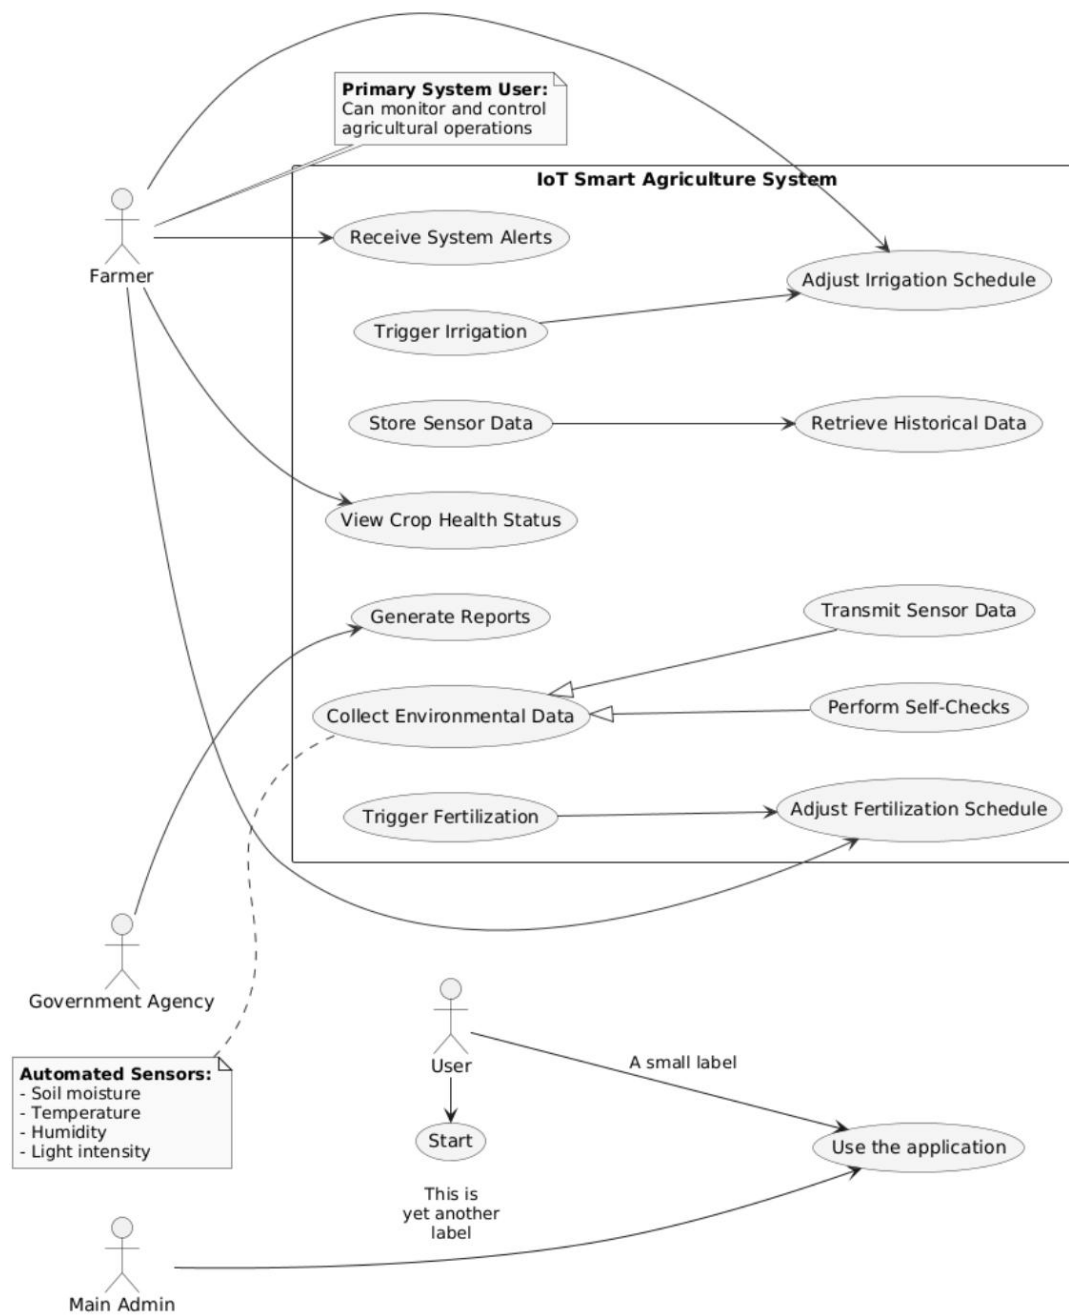 Primary System User:
Can monitor and control
agricultural operations
IoT Smart Agriculture System
Farmer
Receive System Alerts
Adjust Irrigation Schedule
Trigger Irrigation
Store Sensor Data
Retrieve Historical Data
View Crop Health Status
Generate Reports
Transmit Sensor Data
Collect Environmental Data
Perform Self-Checks
Trigger Fertilization
Adjust Fertilization Schedule
Government Agency
Automated Sensors:
- Soil moisture
- Temperature
- Humidity
- Light intensity
User
A small label
Start
Use the application
This is
yet another
label
Main Admin